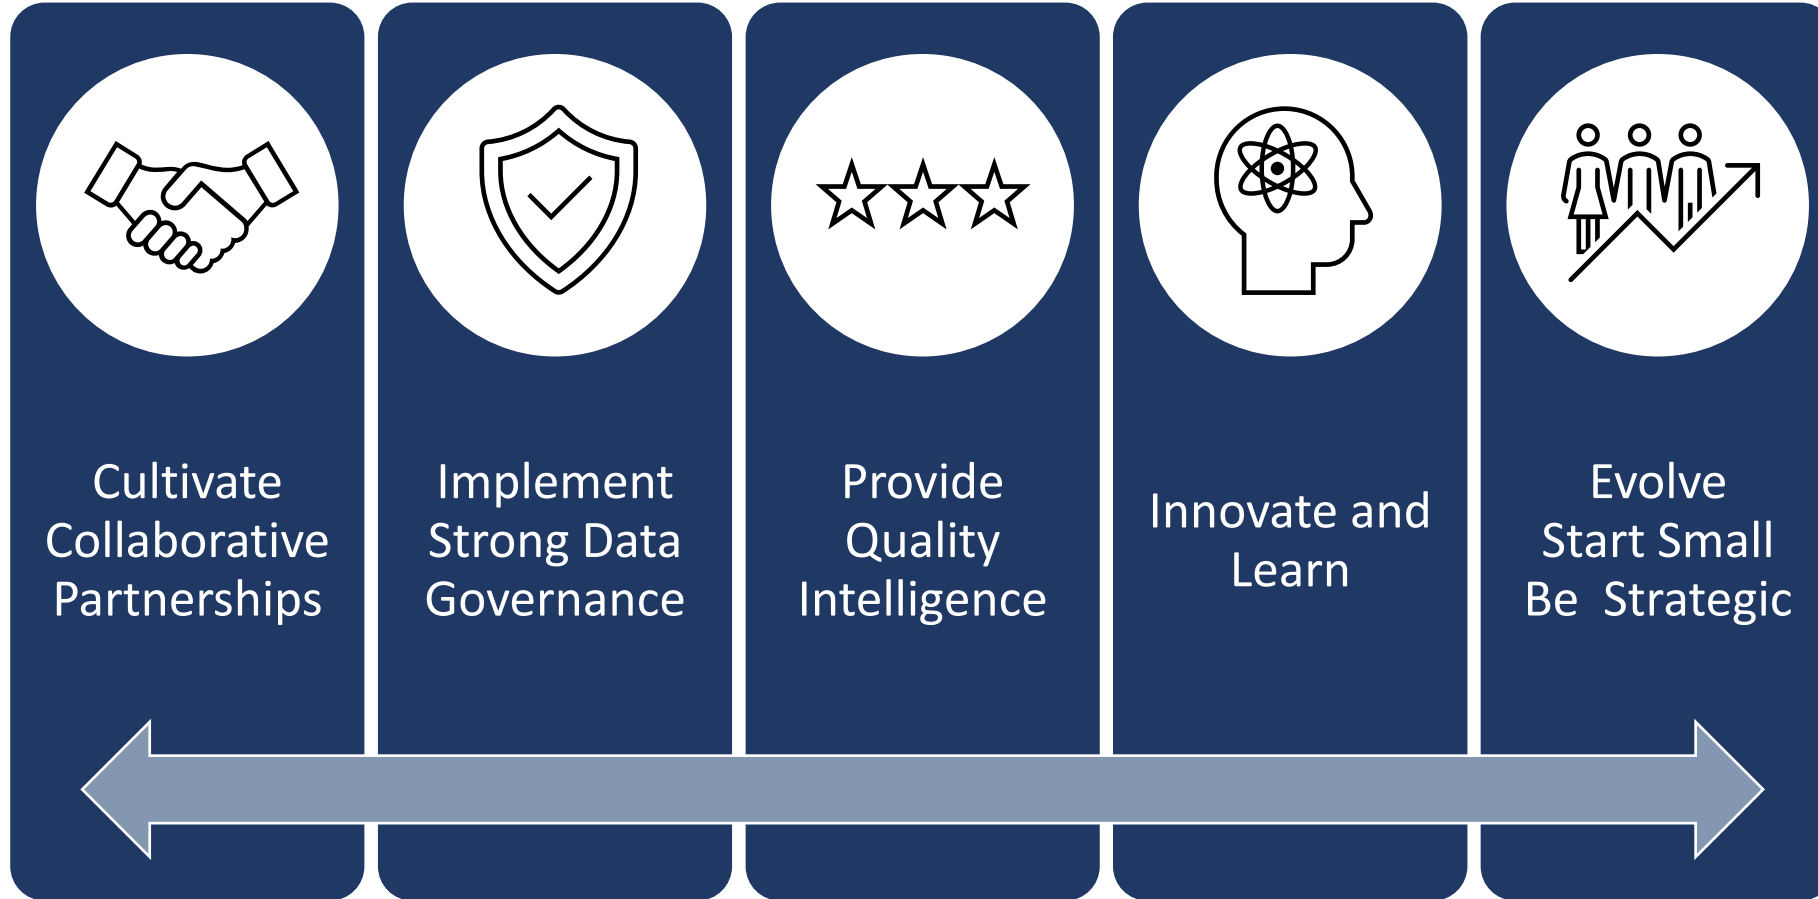 Cultivate
Collaborative
Partnerships
Implement
Strong Data
Governance
Provide
Quality
Intelligence
Innovate and
Learn
Evolve
Start Small
Be  Strategic